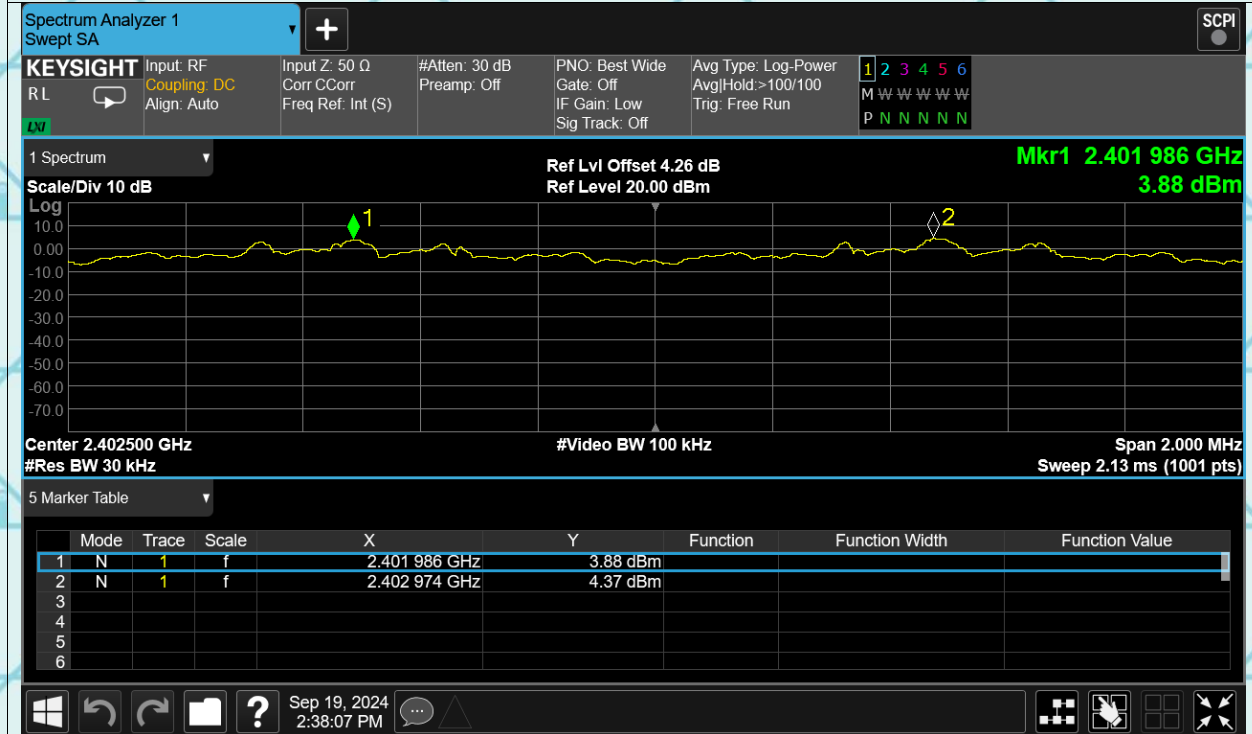 Spectrum Analyzer 1
Swept SA
+
SCPI
KEYSIGHT
RL
LXI
Input: RF
Coupling: DC
Align: Auto
Input Z: 50 Ω
Corr CCorr
Freq Ref: Int (S)
#Atten: 30 dB
Preamp: Off
PNO: Best Wide
Gate: Off
IF Gain: Low
Sig Track: Off
Avg Type: Log-Power
Avg|Hold:>100/100
Trig: Free Run
1 2 3 4 5 6
M W W W W W
P N N N N N
1 Spectrum
Scale/Div 10 dB
Ref Lvl Offset 4.26 dB
Ref Level 20.00 dBm
Mkr1 2.401 986 GHz
3.88 dBm
Log
10.0
0.00
-10.0
-20.0
-30.0
-40.0
-50.0
-60.0
-70.0
1
2
Center 2.402500 GHz
#Video BW 100 kHz
Span 2.000 MHz
#Res BW 30 kHz
Sweep 2.13 ms (1001 pts)
5 Marker Table
Mode Trace Scale X Y Function Function Width Function Value
1 N 1 f 2.401 986 GHz 3.88 dBm
2 N 1 f 2.402 974 GHz 4.37 dBm
3
4
5
6
?
Sep 19, 2024
2:38:07 PM